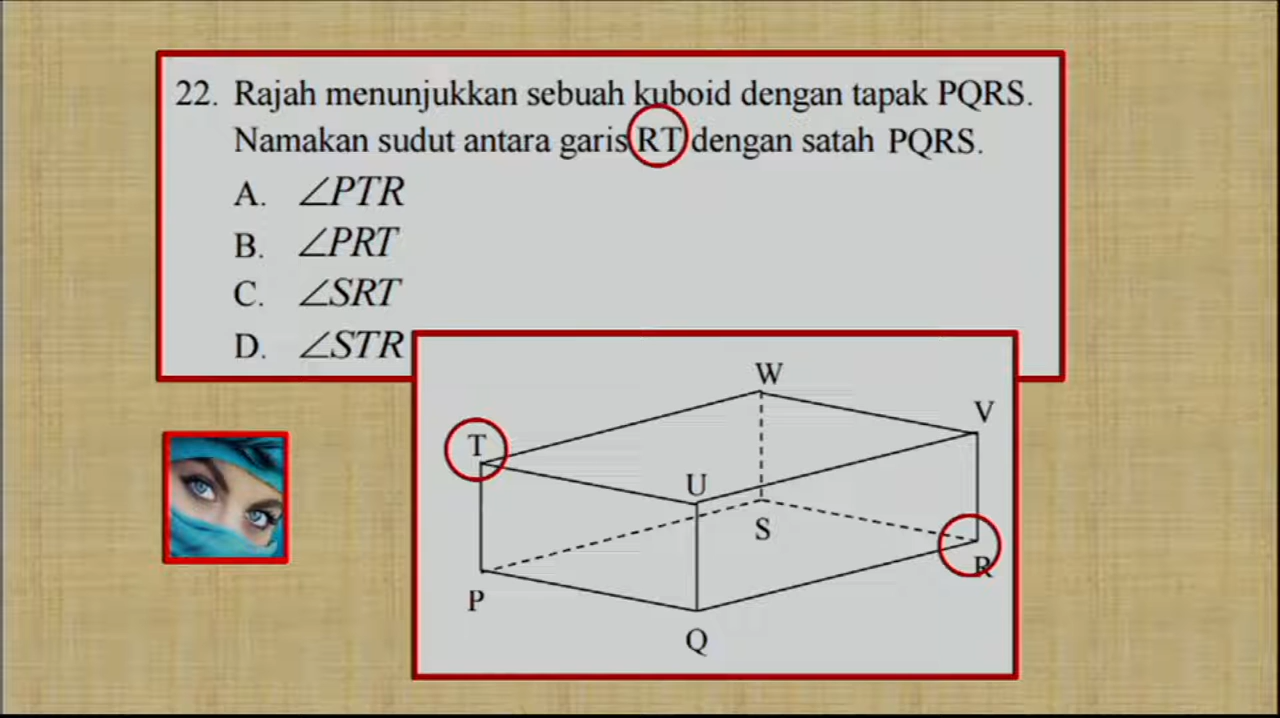 22. Rajah menunjukkan sebuah kuboid dengan tapak PQRS.
Namakan sudut antara garis RT dengan satah PQRS.
A. ∠PTR
B. ∠PRT
C. ∠SRT
D. ∠STR
W
V
T
U
S
R
P
Q